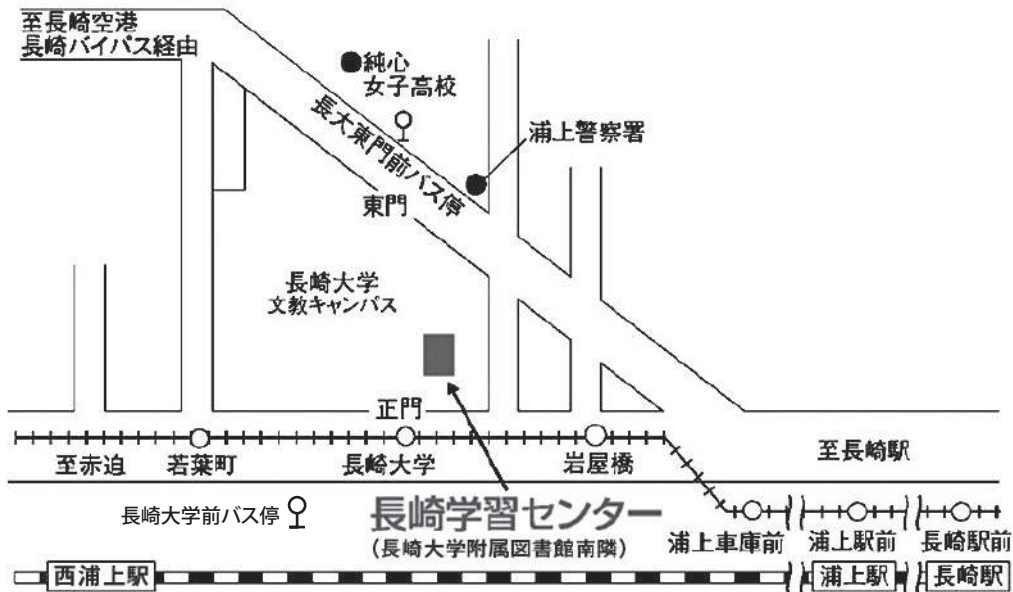 至長崎空港
長崎バイパス経由
純心
女子高校
長大東門前バス停
浦上警察署
東門
長崎大学
文教キャンパス
正門
至赤迫
若葉町
長崎大学
岩屋橋
至長崎駅
長崎大学前バス停
長崎学習センター
(長崎大学附属図書館南隣)
浦上車庫前
浦上駅前
長崎駅前
西浦上駅
浦上駅
長崎駅